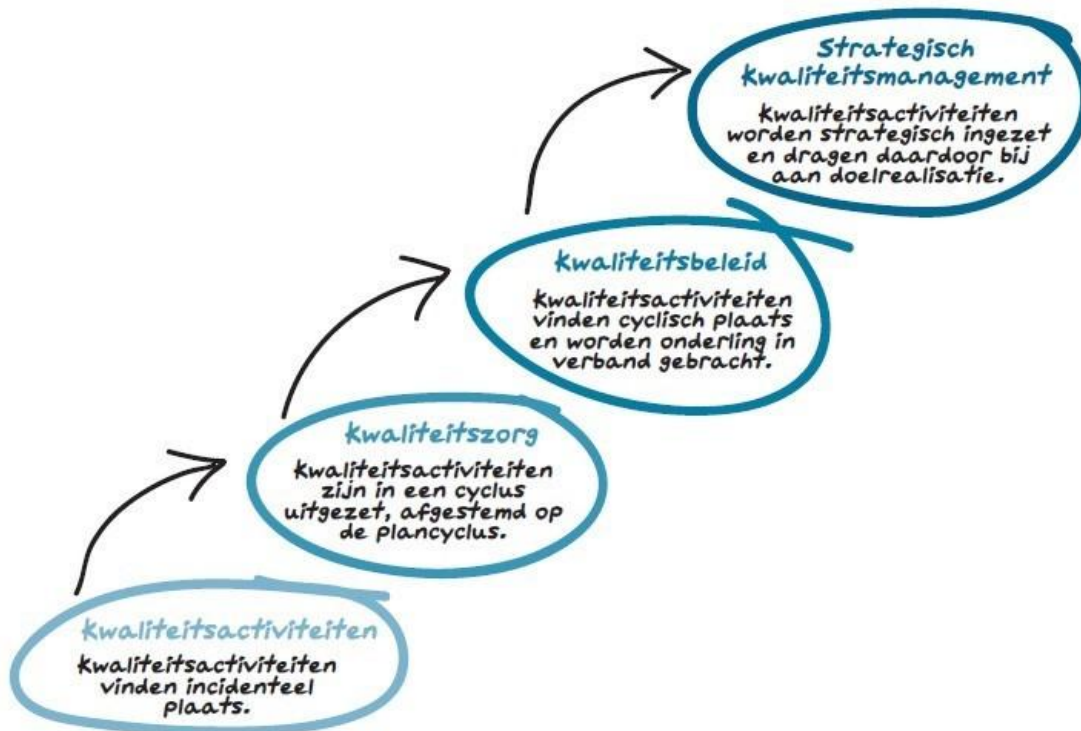 Strategisch
kwaliteitsmanagement
kwaliteitsactiviteiten
worden strategisch ingezet
en dragen daardoor bij
aan doelrealisatie.
kwaliteitsbeleid
kwaliteitsactiviteiten
vinden cyclisch plaats
en worden onderling in
verband gebracht.
kwaliteitszorg
kwaliteitsactiviteiten
zijn in een cyclus
uitgezet, afgestemd op
de plancyclus.
kwaliteitsactiviteiten
kwaliteitsactiviteiten
vinden incidenteel
plaats.